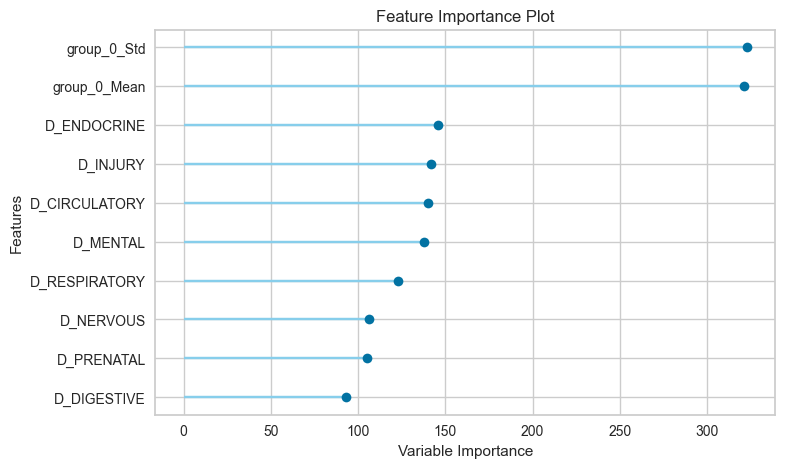 Feature Importance Plot
Features
group_0_Std
group_0_Mean
D_ENDOCRINE
D_INJURY
D_CIRCULATORY
D_MENTAL
D_RESPIRATORY
D_NERVOUS
D_PRENATAL
D_DIGESTIVE
0 50 100 150 200 250 300
Variable Importance